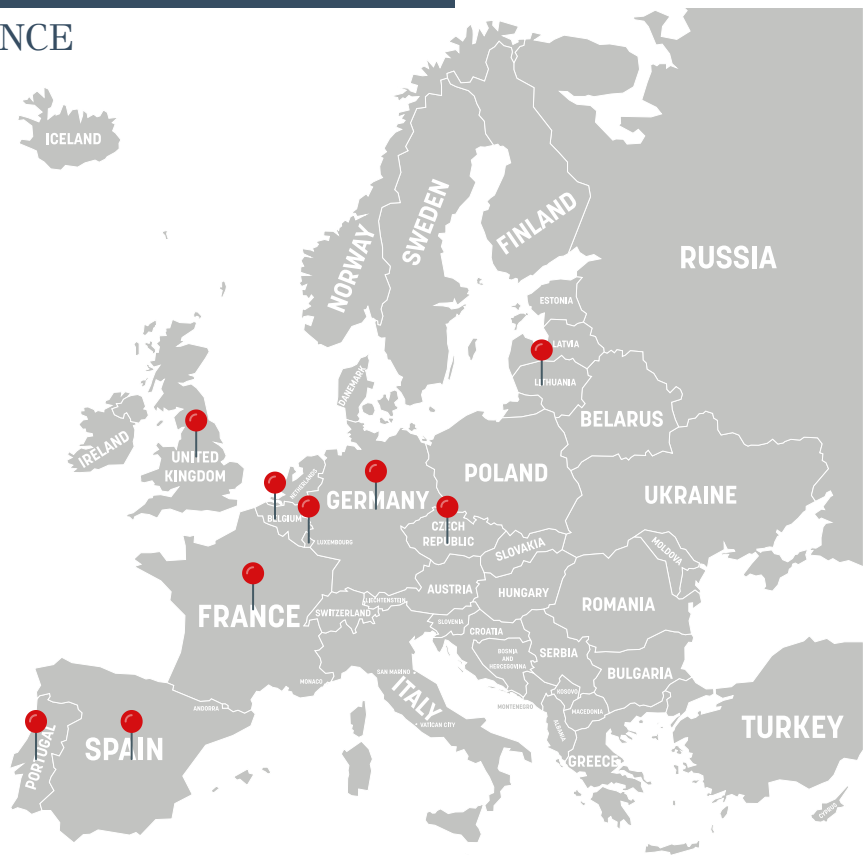 NCE
ICELAND
RUSSIA
FINLAND
SWEDEN
NORWAY
ESTONIA
LATVIA
LITHUANIA
DANEMARK
BELARUS
IRELAND
UNITED
KINGDOM
NETHERLANDS
POLAND
GERMANY
UKRAINE
BELGIUM
CZECH
REPUBLIC
LUXEMBOURG
SLOVAKIA
MOLDOVA
FRANCE
AUSTRIA
HUNGARY
LIECHTENSTEIN
SWITZERLAND
ROMANIA
SLOVENIA
CROATIA
BOSNIA
AND
HERCEGOVINA
SERBIA
SAN MARINO
BULGARIA
MONACO
ITALY
KOSOVO
ANDORRA
MONTENEGRO
MACEDONIA
VATICAN CITY
ALBANIA
TURKEY
PORTUGAL
SPAIN
GREECE
CYPRUS